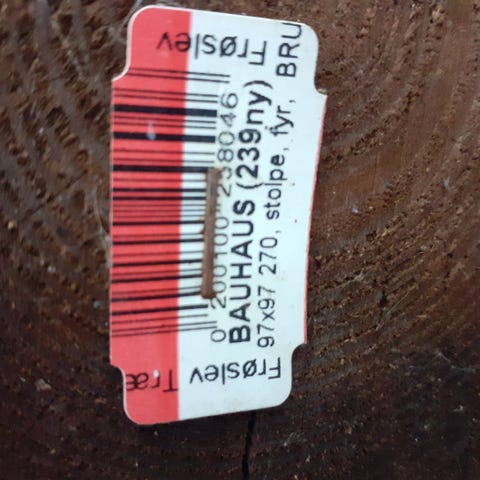 Frøslev
0 200100 238046
BAUHAUS (239ny)
97x97 270, stolpe, fyr, BRU
Frøslev Træ